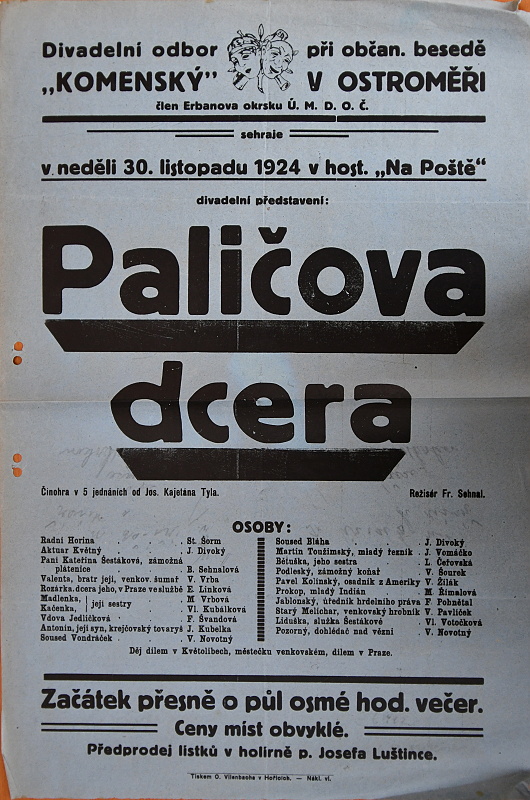 Divadelní odbor při občan. besedě
„KOMENSKÝ” V OSTROMĚŘI
člen Erbanova okrsku Ú. M. D. O. Č.
sehraje
v neděli 30. listopadu 1924 v host. „Na Poště“
divadelní představení:
Paličova
dcera
Činohra v 5 jednáních od Jos. Kajetána Tyla. Režisér Fr. Sehnal.
OSOBY:
Radní Horina . . St. Šorm
Aktuar Květný . . J. Divoký
Paní Kateřina Šestáková, zámožná
plátenice . . B. Sehnalová
Valenta, bratr její, venkov. šumař V. Vrba
Rozárka, dcera jeho, v Praze ve službě E. Linková
Madlenka, } její sestry . M Vrbová
Kačenka, } . Vl. Kubálková
Vdova Jedličková . . F. Švandová
Antonín, její syn, krejčovský tovaryš J. Kubelka
Soused Vondráček . . V. Novotný
Soused Bláha . . J. Divoký
Martin Toužimský, mladý řezník . J. Vomáčko
Bětuška, jeho sestra . L. Čeřovská
Podleský, zámožný koňař . V. Šourek
Pavel Kolínský, osadník z Ameriky V. Žilák
Prokop, mladý Indián . M. Římalová
Jablonský, úředník hrdelního práva F. Pohnětal
Starý Melichar, venkovský hrobník V. Pavlíček
Liduška, služka Šestákové . Vl. Votočková
Pozorný, dohlédač nad vězni . V. Novotný
Děj dílem v Květolibech, městečku venkovském, dílem v Praze.
Začátek přesně o půl osmé hod. večer.
Ceny míst obvyklé.
Předprodej lístků v holírně p. Josefa Luštince.
Tiskem O. Vilenbacha v Hořicích. — Nákl. vl.